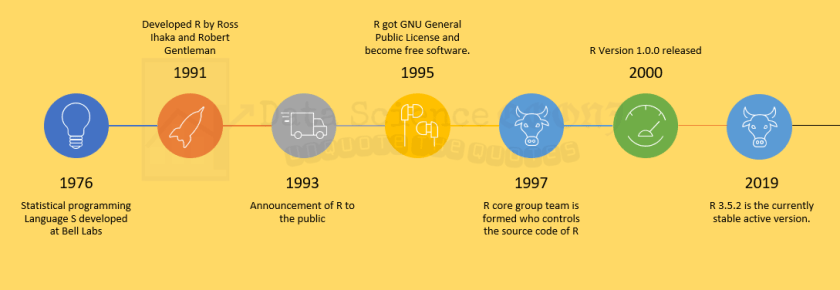 Developed R by Ross
Ihaka and Robert
Gentleman
1991
R got GNU General
Public License and
become free software.
1995
R Version 1.0.0 released
2000
1976
Statistical programming
Language S developed
at Bell Labs
1993
Announcement of R to
the public
1997
R core group team is
formed who controls
the source code of R
2019
R 3.5.2 is the currently
stable active version.
Data Science